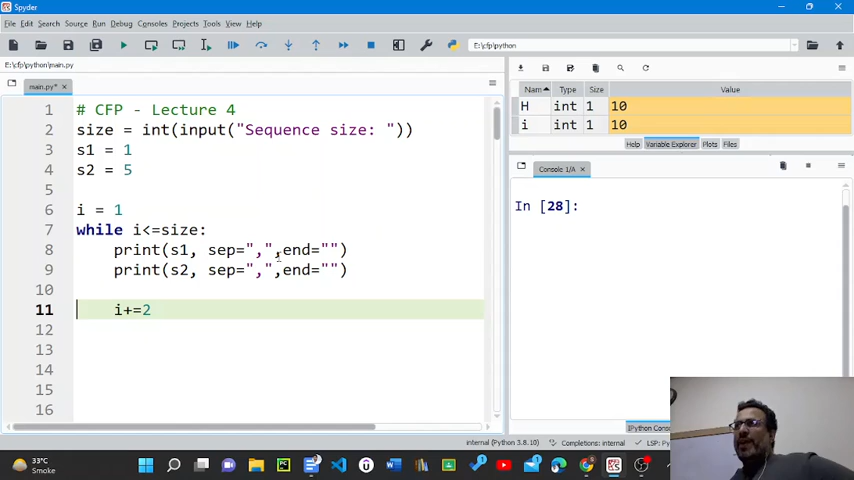 Spyder
File Edit Search Source Run Debug Consoles Projects Tools View Help
E:\cfp\python
E:\cfp\python\main.py
main.py*
1 # CFP - Lecture 4
2 size = int(input("Sequence size: "))
3 s1 = 1
4 s2 = 5
5
6 i = 1
7 while i<=size:
8 print(s1, sep=",",end="")
9 print(s2, sep=",",end="")
10
11 i+=2
12
13
14
15
16
Nam Type Size Value
H int 1 10
i int 1 10
Help Variable Explorer Plots Files
Console 1/A
In [28]:
IPython Cons
internal (Python 3.8.10) Completions: internal LSP: Py
33°C
Smoke